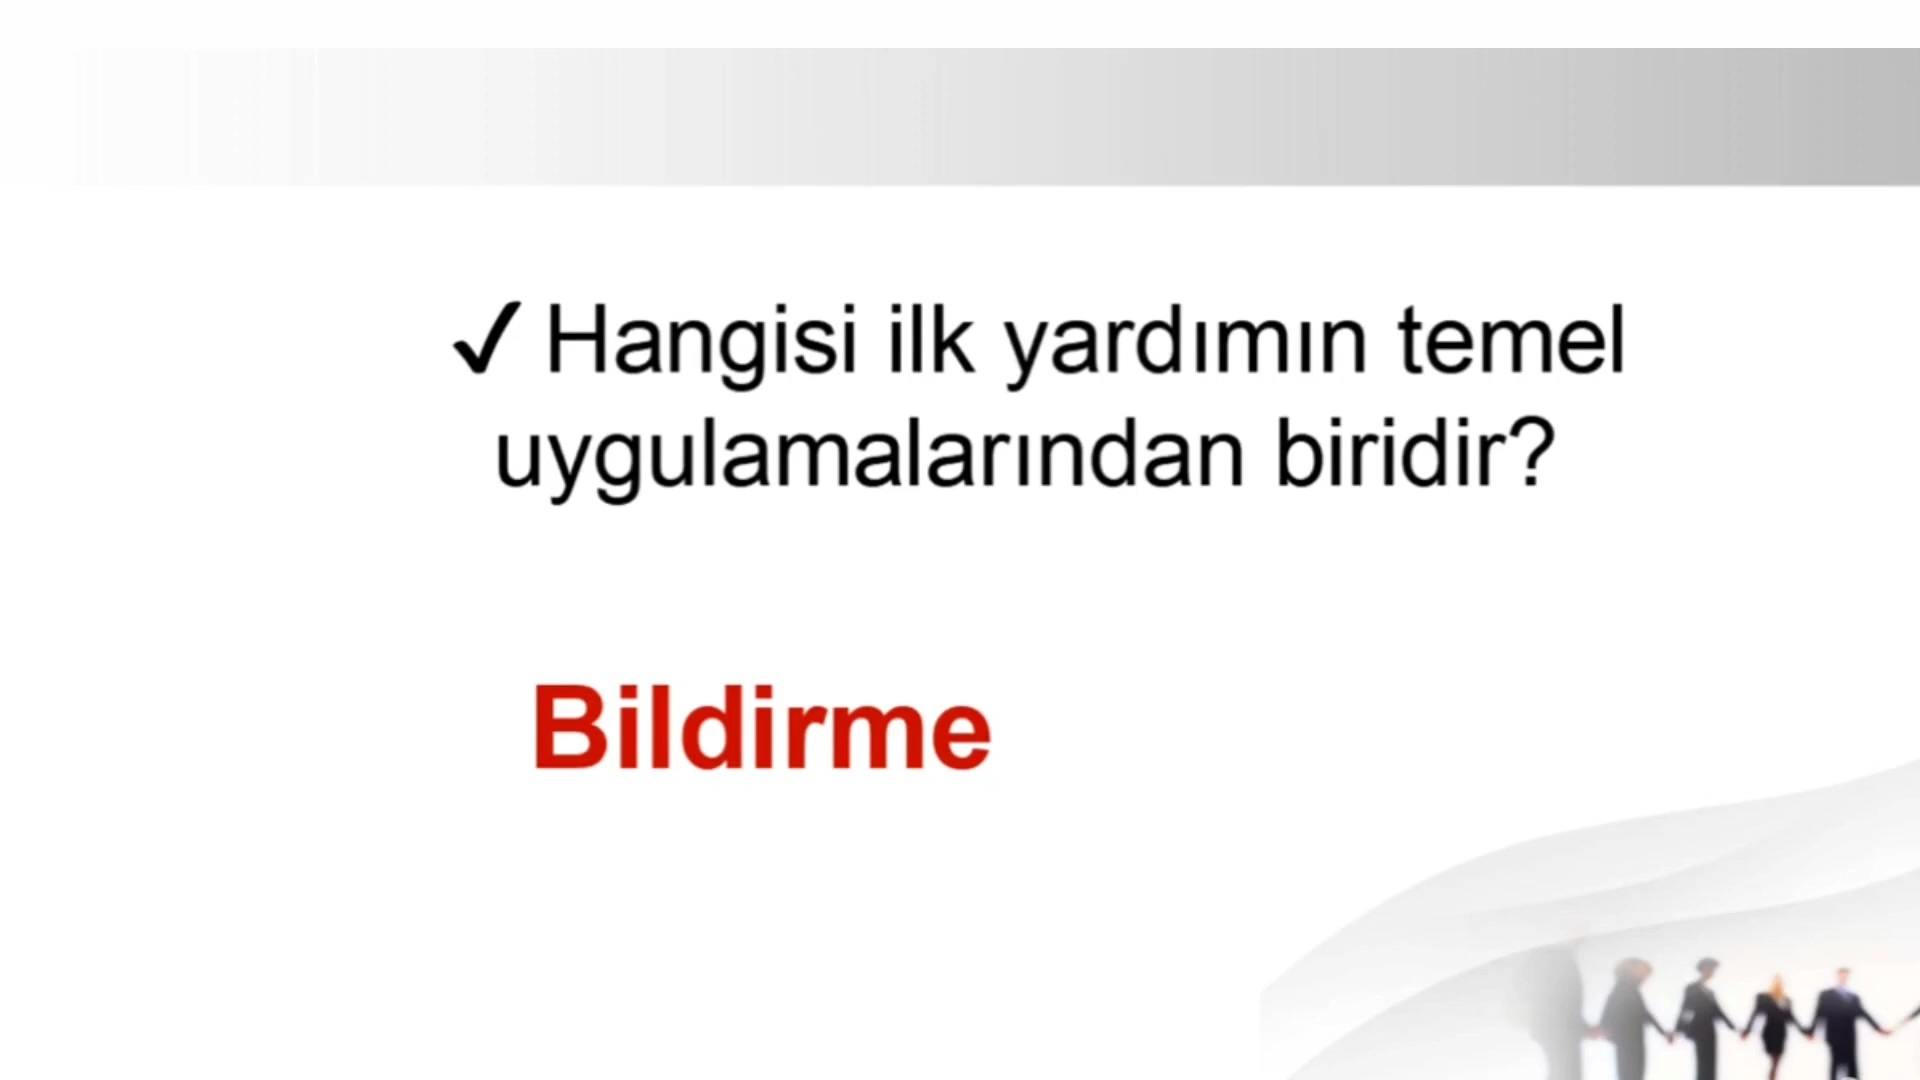 ✓ Hangisi ilk yardımın temel
uygulamalarından biridir?
Bildirme